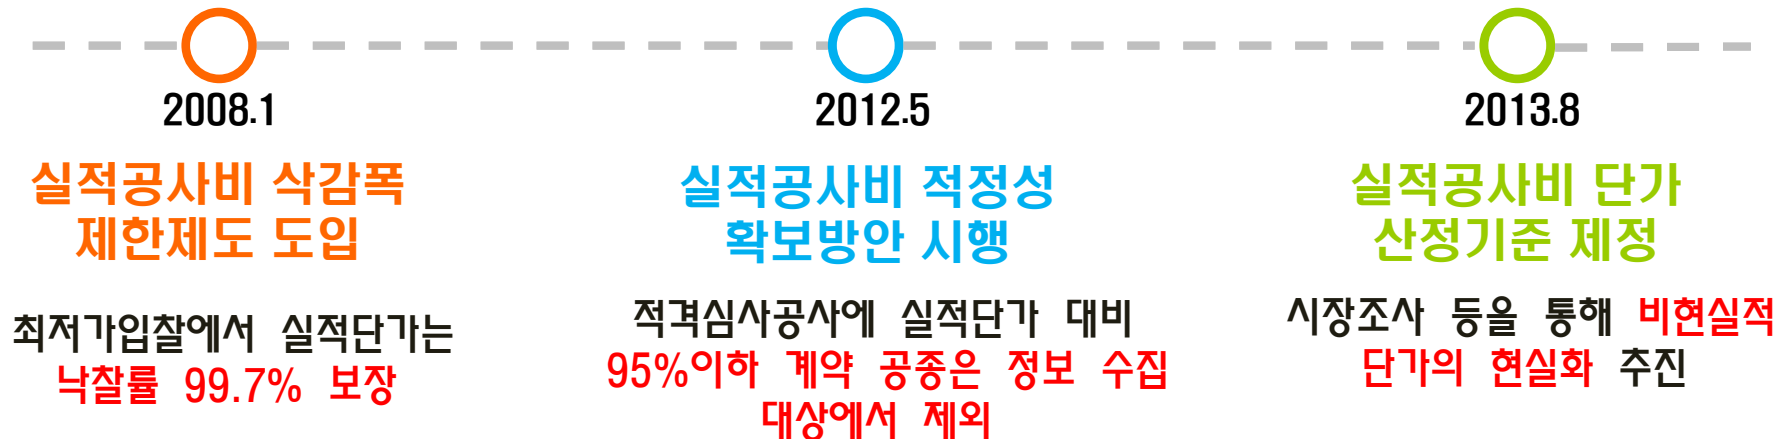 2008.1
실적공사비 삭감폭
제한제도 도입
최저가입찰에서 실적단가는
낙찰률 99.7% 보장
2012.5
실적공사비 적정성
확보방안 시행
적격심사공사에 실적단가 대비
95%이하 계약 공종은 정보 수집
대상에서 제외
2013.8
실적공사비 단가
산정기준 제정
시장조사 등을 통해 비현실적
단가의 현실화 추진